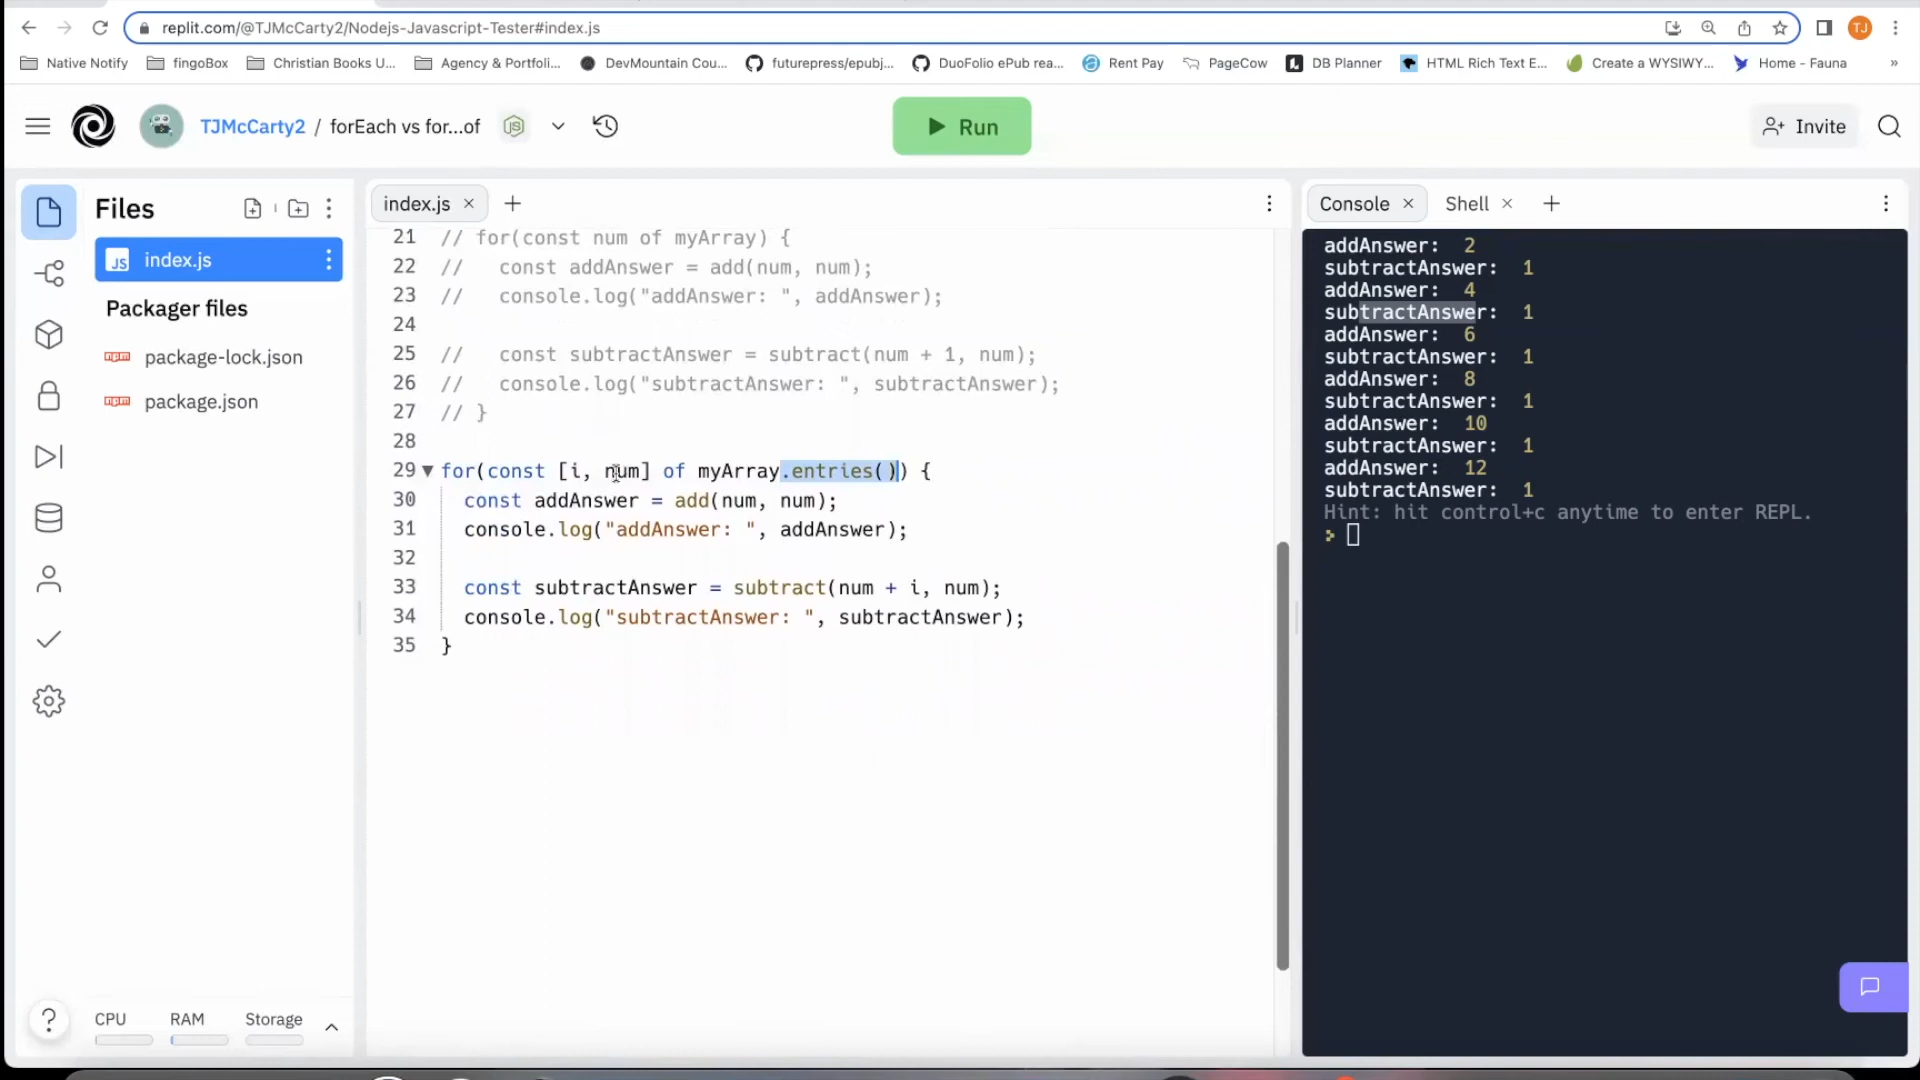 replit.com/@TJMcCarty2/Nodejs-Javascript-Tester#index.js
TJ
Native Notify
fingoBox
Christian Books U...
Agency & Portfoli...
DevMountain Cou...
futurepress/epubj...
DuoFolio ePub rea...
Rent Pay
PageCow
DB Planner
HTML Rich Text E...
Create a WYSIWY...
Home - Fauna
»
TJMcCarty2 / forEach vs for...of
Run
Invite
Files
index.js
Packager files
package-lock.json
package.json
CPU
RAM
Storage
index.js
21 // for(const num of myArray) {
22 //   const addAnswer = add(num, num);
23 //   console.log("addAnswer: ", addAnswer);
24
25 //   const subtractAnswer = subtract(num + 1, num);
26 //   console.log("subtractAnswer: ", subtractAnswer);
27 // }
28
29 for(const [i, num] of myArray.entries()) {
30   const addAnswer = add(num, num);
31   console.log("addAnswer: ", addAnswer);
32
33   const subtractAnswer = subtract(num + i, num);
34   console.log("subtractAnswer: ", subtractAnswer);
35 }
Console
Shell
addAnswer:  2
subtractAnswer:  1
addAnswer:  4
subtractAnswer:  1
addAnswer:  6
subtractAnswer:  1
addAnswer:  8
subtractAnswer:  1
addAnswer:  10
subtractAnswer:  1
addAnswer:  12
subtractAnswer:  1
Hint: hit control+c anytime to enter REPL.